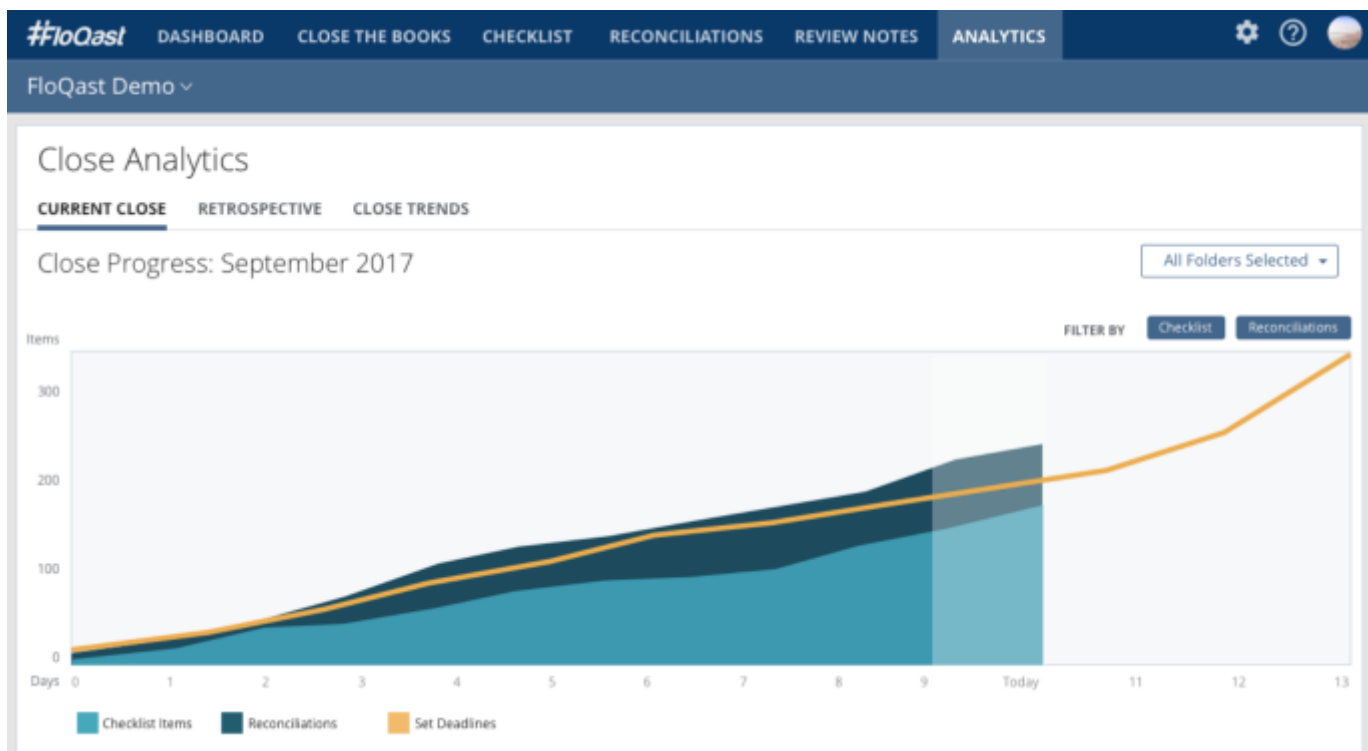 #FloQast DASHBOARD CLOSE THE BOOKS CHECKLIST RECONCILIATIONS REVIEW NOTES ANALYTICS
FloQast Demo
Close Analytics
CURRENT CLOSE RETROSPECTIVE CLOSE TRENDS
Close Progress: September 2017
All Folders Selected
FILTER BY Checklist Reconciliations
Items
300
200
100
0
Days 0 1 2 3 4 5 6 7 8 9 Today 11 12 13
Checklist Items Reconciliations Set Deadlines